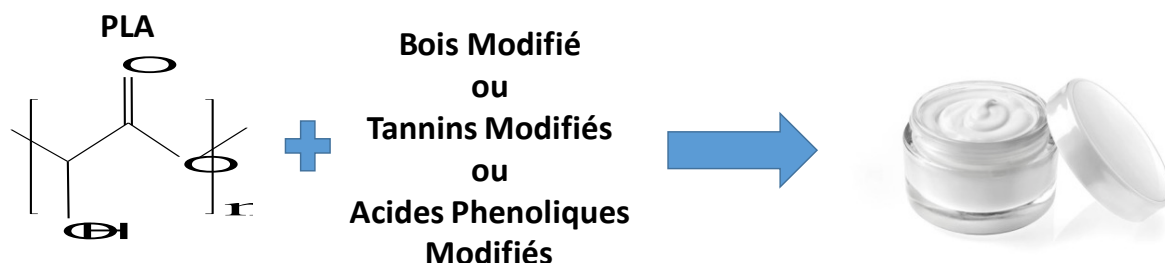 PLA
O
O
Bois Modifié
ou
Tannins Modifiés
ou
Acides Phenoliques
Modifiés